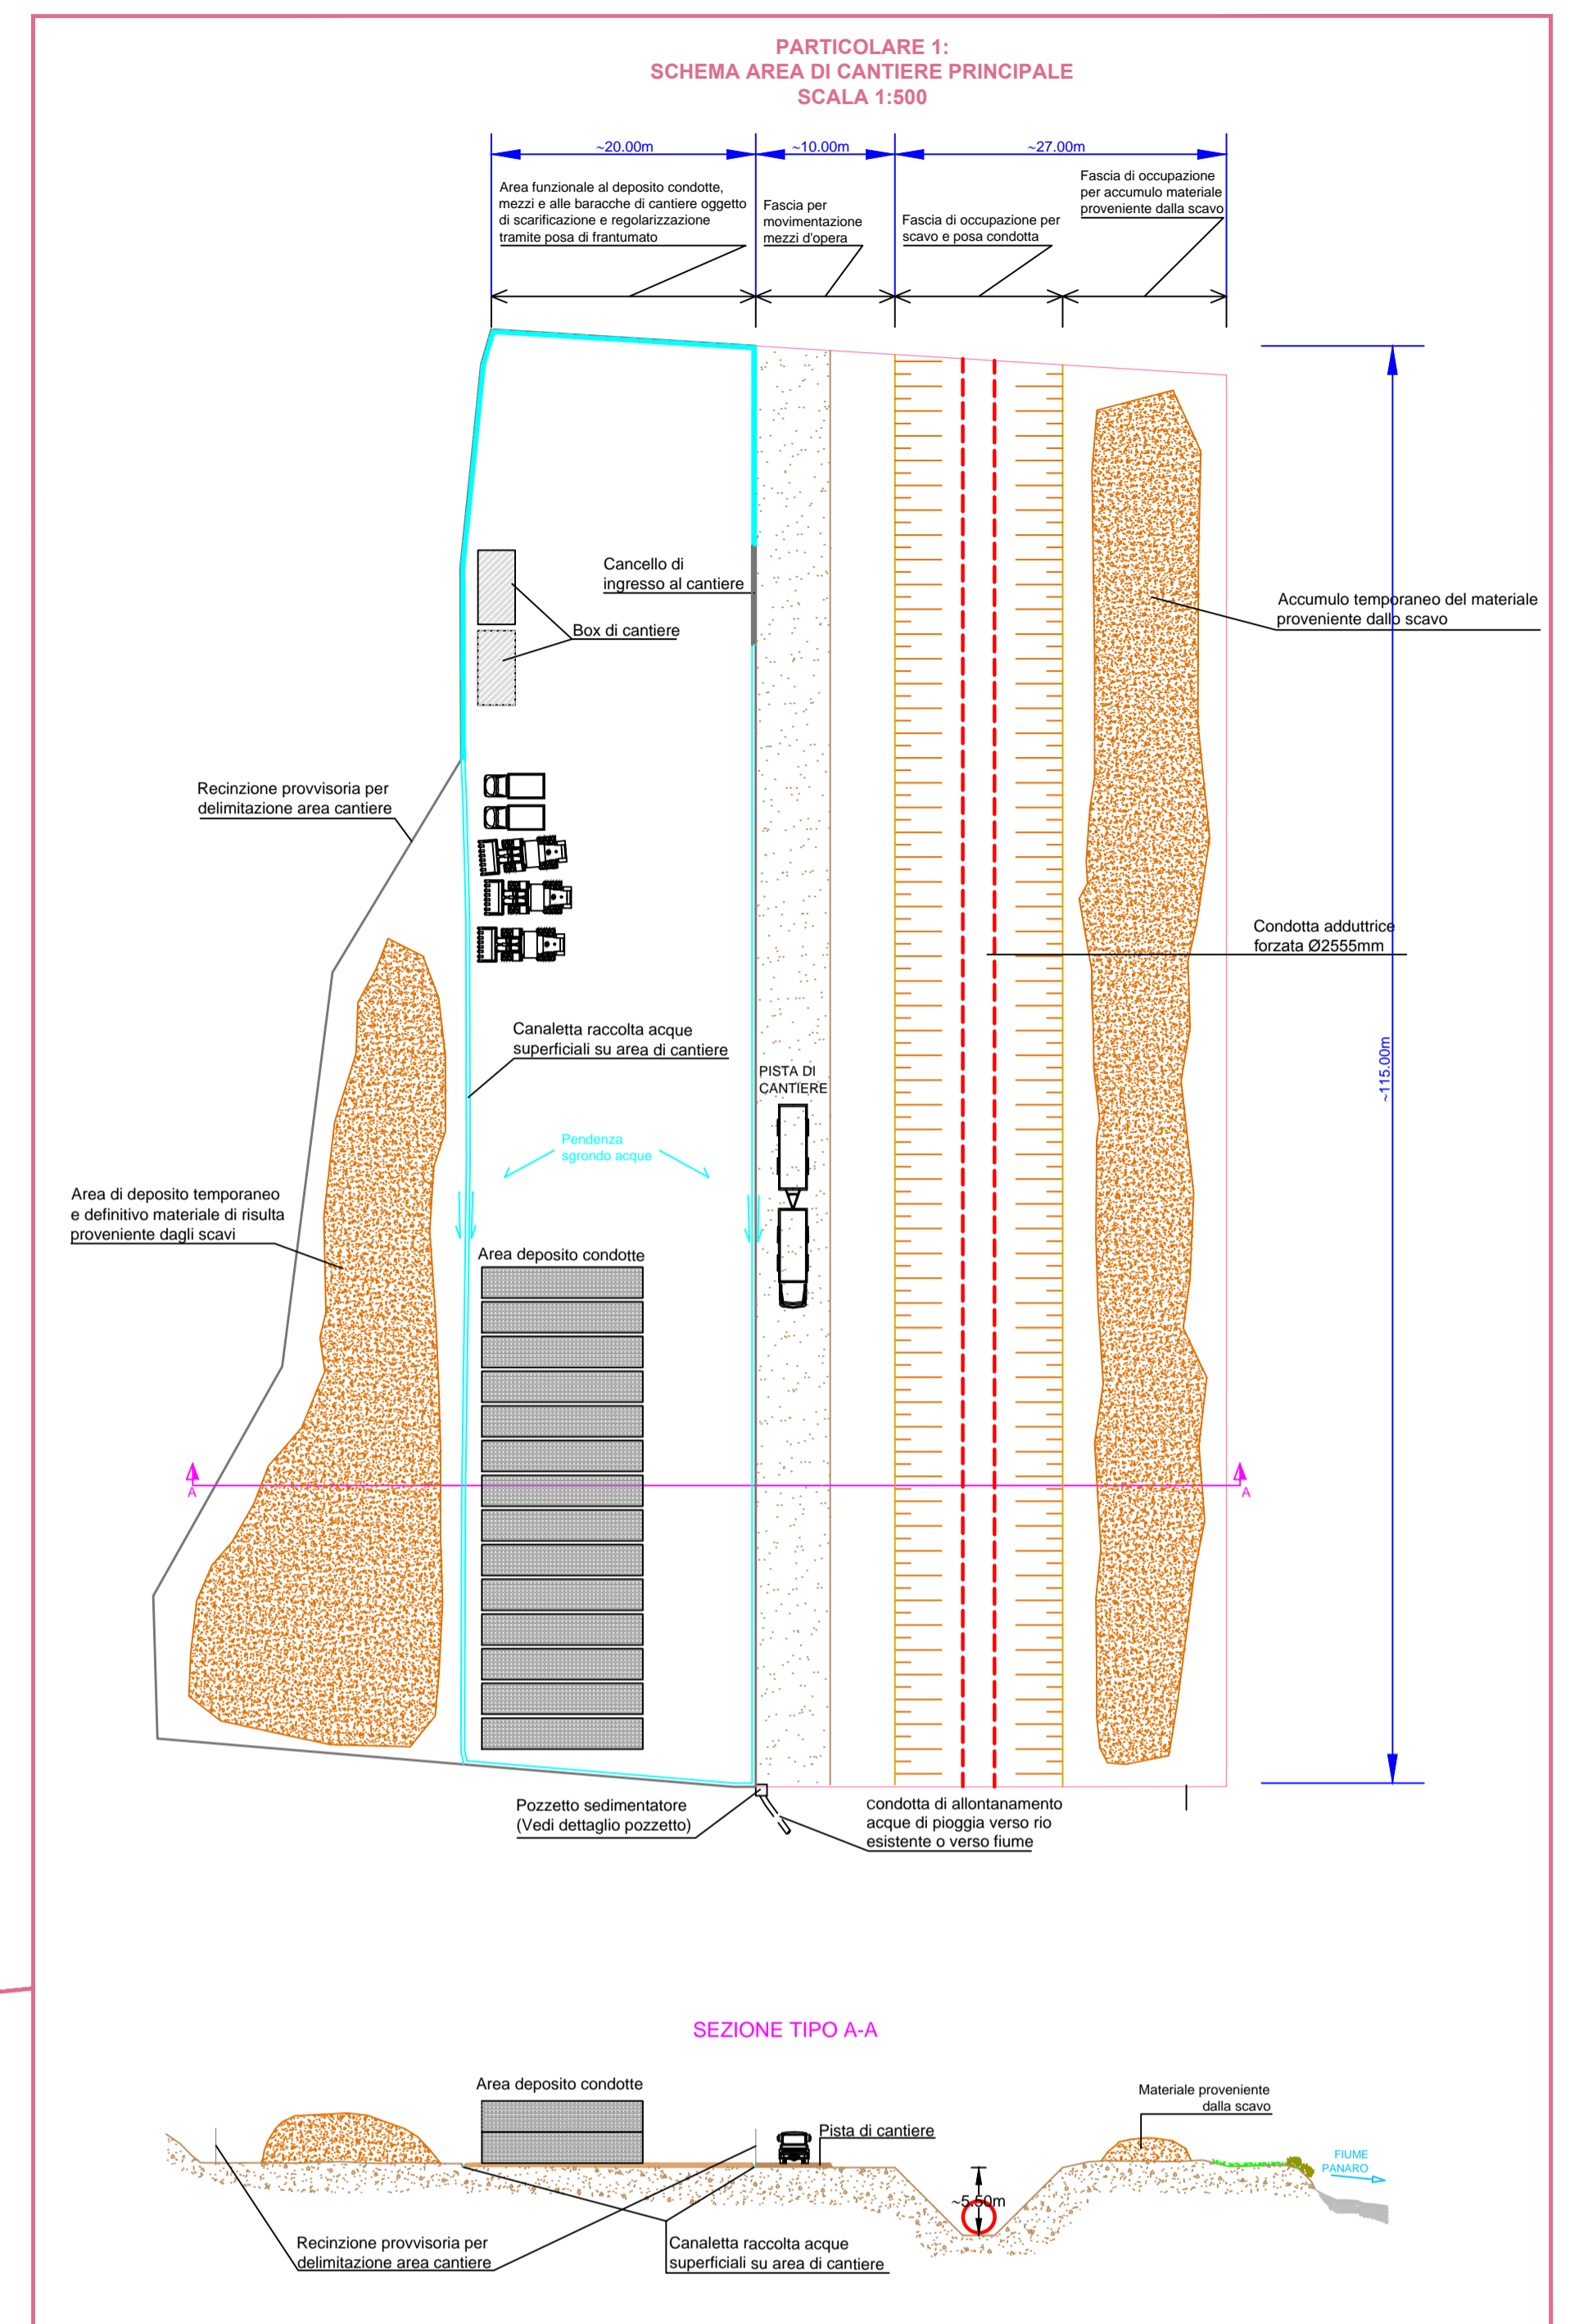 PARTICOLARE 1:
SCHEMA AREA DI CANTIERE PRINCIPALE
SCALA 1:500
~20.00m
~10.00m
~27.00m
Area funzionale al deposito condotte,
mezzi e alle baracche di cantiere oggetto
di scarificazione e regolarizzazione
tramite posa di frantumato
Fascia per
movimentazione
mezzi d'opera
Fascia di occupazione per
scavo e posa condotta
Fascia di occupazione
per accumulo materiale
proveniente dalla scavo
Cancello di
ingresso al cantiere
Box di cantiere
Accumulo temporaneo del materiale
proveniente dallo scavo
Recinzione provvisoria per
delimitazione area cantiere
Condotta adduttrice
forzata Ø2555mm
Canaletta raccolta acque
superficiali su area di cantiere
PISTA DI
CANTIERE
~115.00m
Pendenza
sgrondo acque
Area di deposito temporaneo
e definitivo materiale di risulta
proveniente dagli scavi
Area deposito condotte
A
A
Pozzetto sedimentatore
(Vedi dettaglio pozzetto)
Condotta di allontanamento
acque di pioggia verso rio
esistente o verso fiume
SEZIONE TIPO A-A
Area deposito condotte
Materiale proveniente
dalla scavo
Pista di cantiere
FIUME
PANARO
~5.50m
Recinzione provvisoria per
delimitazione area cantiere
Canaletta raccolta acque
superficiali su area di cantiere